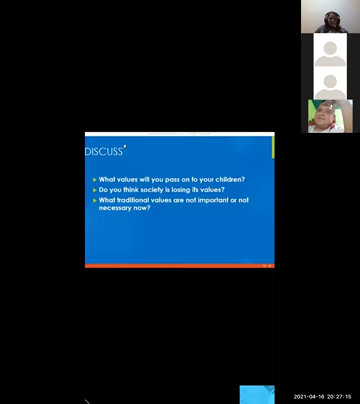 DISCUSS
What values will you pass on to your children?
Do you think society is losing its values?
What traditional values are not important or not
necessary now?
2021-04-16 20:27:15